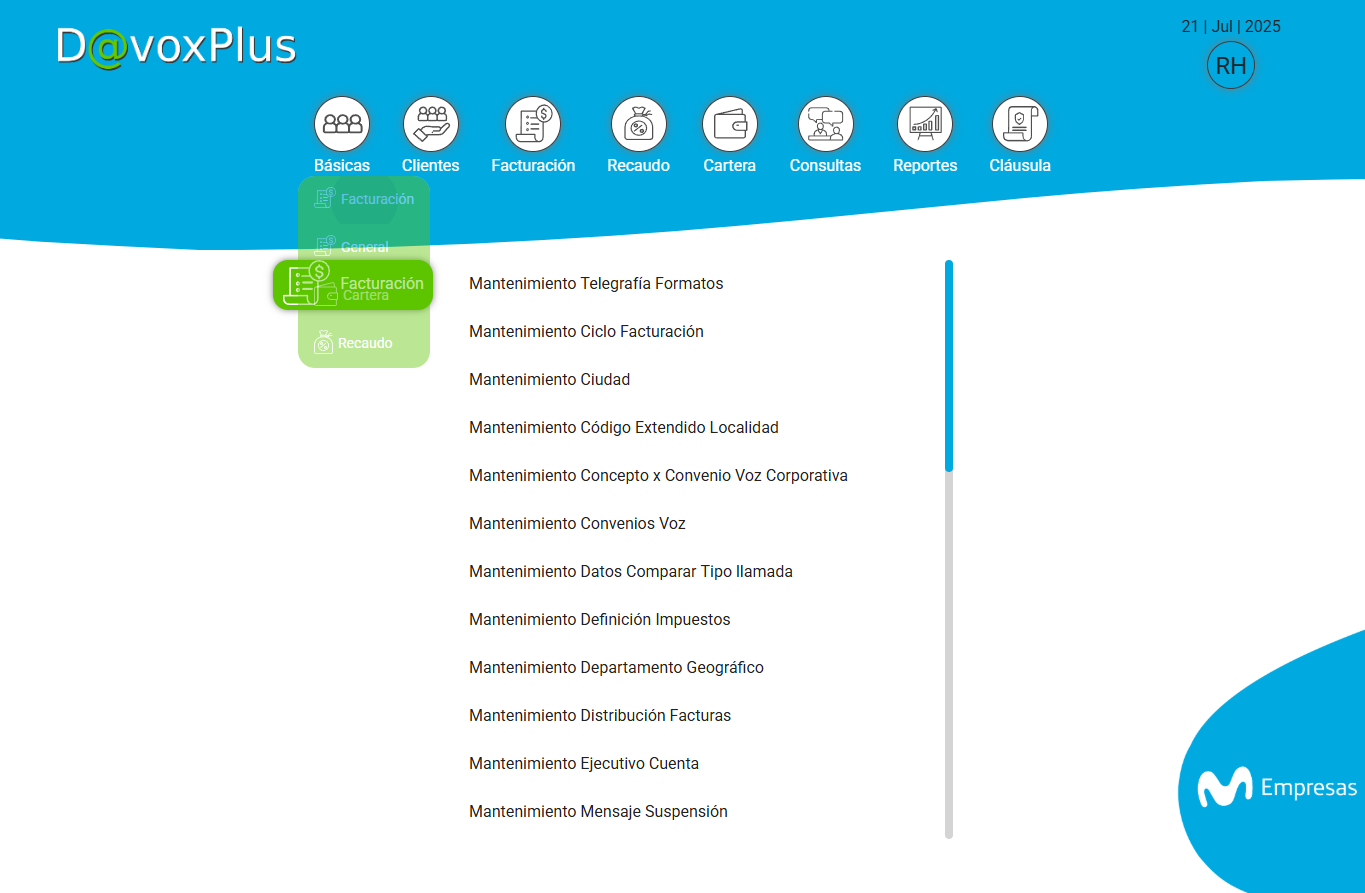 21 | Jul | 2025
D@voxPlus
RH
Básicas
Clientes
Facturación
Recaudo
Cartera
Consultas
Reportes
Cláusula
Facturación
General
Facturación
Cartera
Recaudo
Mantenimiento Telegrafía Formatos
Mantenimiento Ciclo Facturación
Mantenimiento Ciudad
Mantenimiento Código Extendido Localidad
Mantenimiento Concepto x Convenio Voz Corporativa
Mantenimiento Convenios Voz
Mantenimiento Datos Comparar Tipo llamada
Mantenimiento Definición Impuestos
Mantenimiento Departamento Geográfico
Mantenimiento Distribución Facturas
Mantenimiento Ejecutivo Cuenta
Mantenimiento Mensaje Suspensión
Empresas